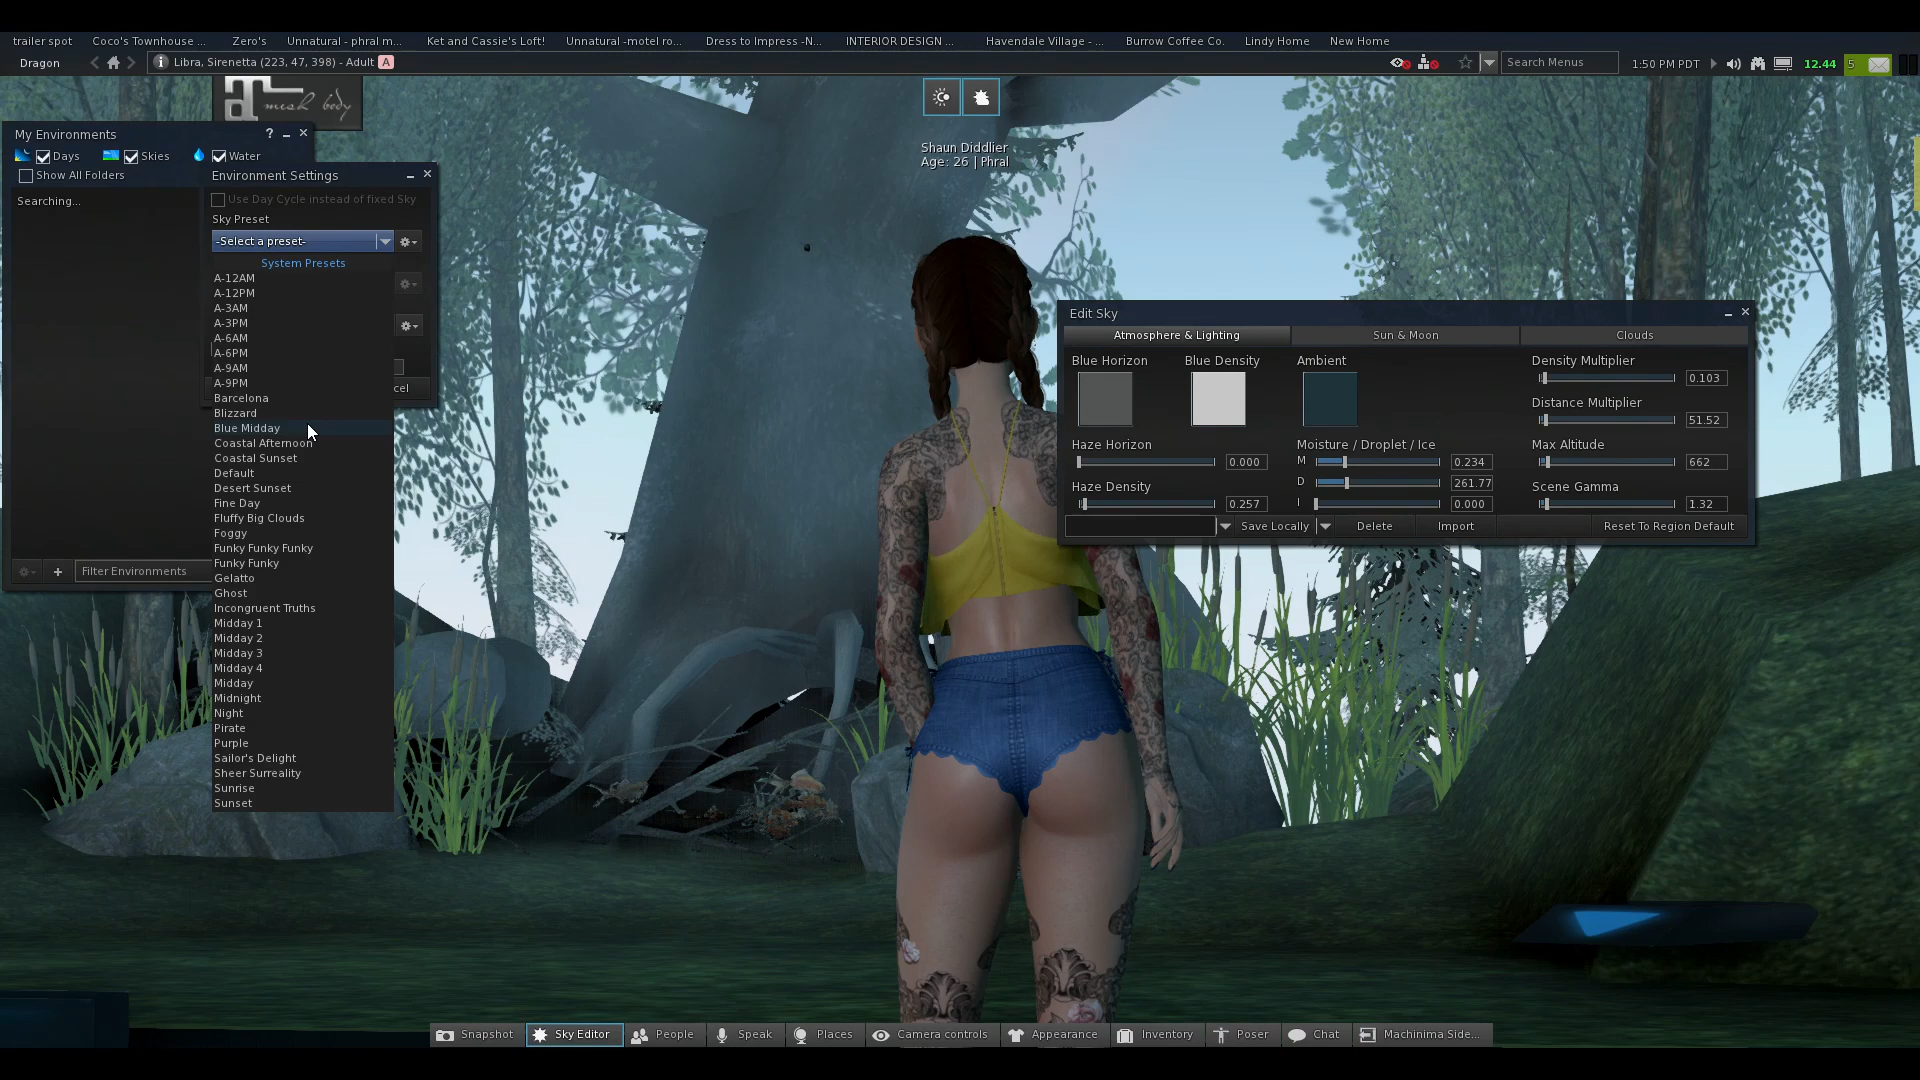 trailer spot Coco's Townhouse ... Zero's Unnatural - phral m... Ket and Cassie's Loft! Unnatural -motel ro... Dress to Impress -N... INTERIOR DESIGN ... Havendale Village - ... Burrow Coffee Co. Lindy Home New Home
Dragon Libra, Sirenetta (223, 47, 398) - Adult A Search Menus 1:50 PM PDT 12.44 5
mesh body
My Environments ?
Days Skies Water
Show All Folders
Searching...
Filter Environments
Environment Settings
Use Day Cycle instead of fixed Sky
Sky Preset
-Select a preset-
System Presets
A-12AM
A-12PM
A-3AM
A-3PM
A-6AM
A-6PM
A-9AM
A-9PM
Barcelona
Blizzard
Blue Midday
Coastal Afternoon
Coastal Sunset
Default
Desert Sunset
Fine Day
Fluffy Big Clouds
Foggy
Funky Funky Funky
Funky Funky
Gelatto
Ghost
Incongruent Truths
Midday 1
Midday 2
Midday 3
Midday 4
Midday
Midnight
Night
Pirate
Purple
Sailor's Delight
Sheer Surreality
Sunrise
Sunset
cel
Shaun Diddlier
Age: 26 | Phral
Edit Sky
Atmosphere & Lighting Sun & Moon Clouds
Blue Horizon Blue Density Ambient Density Multiplier
0.103
Distance Multiplier
51.52
Haze Horizon Moisture / Droplet / Ice Max Altitude
0.000 M 0.234 662
Haze Density D 261.77 Scene Gamma
0.257 I 0.000 1.32
Save Locally Delete Import Reset To Region Default
Snapshot Sky Editor People Speak Places Camera controls Appearance Inventory Poser Chat Machinima Side...